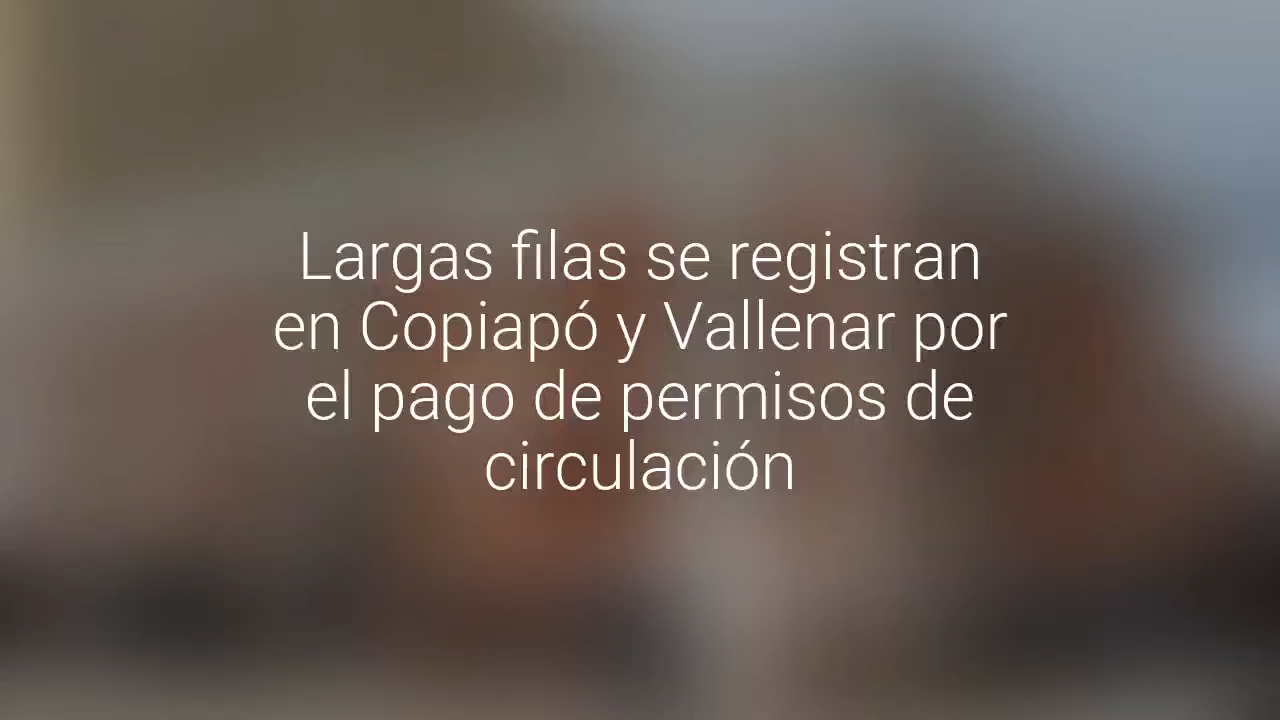 Largas filas se registran
en Copiapó y Vallenar por
el pago de permisos de
circulación